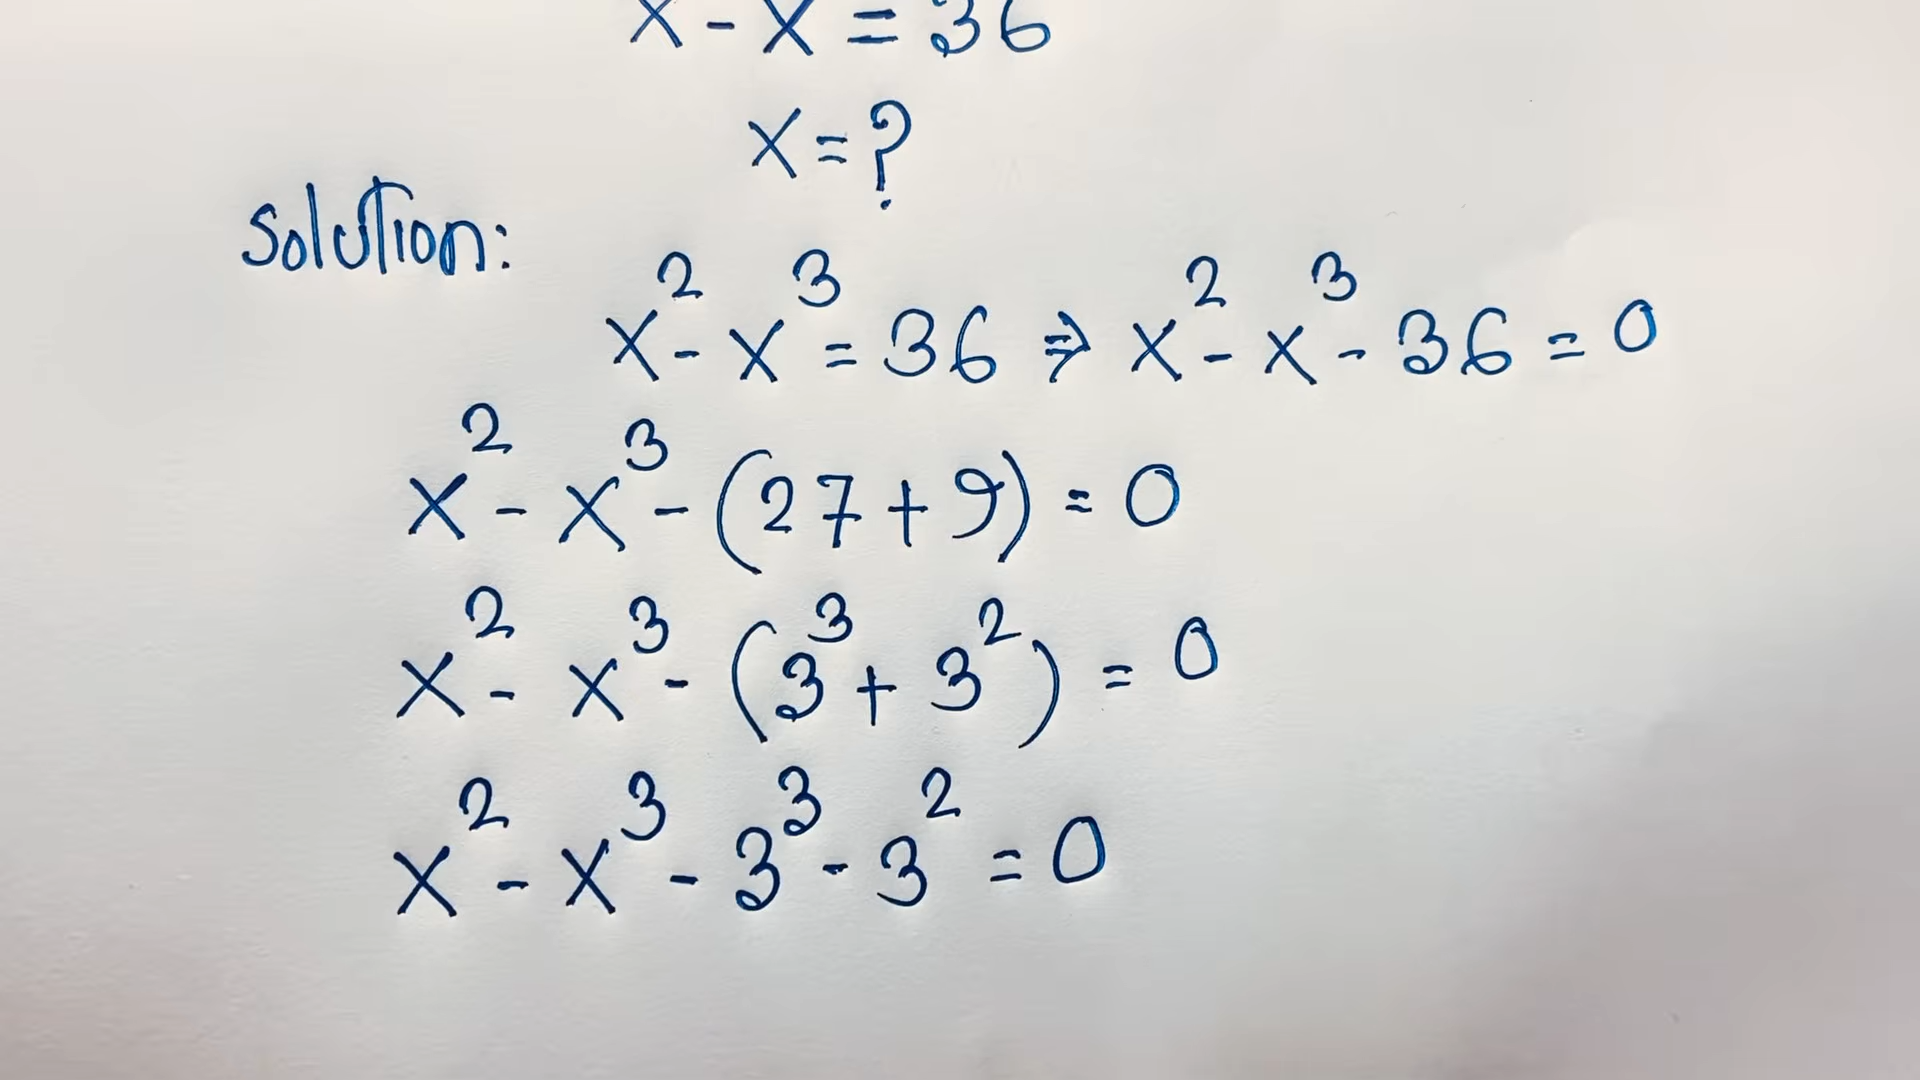 x - x = 36
x = ?
Solution:
x² - x³ = 36 ⇒ x² - x³ - 36 = 0
x² - x³ - (27 + 9) = 0
x² - x³ - (3³ + 3²) = 0
x² - x³ - 3³ - 3² = 0